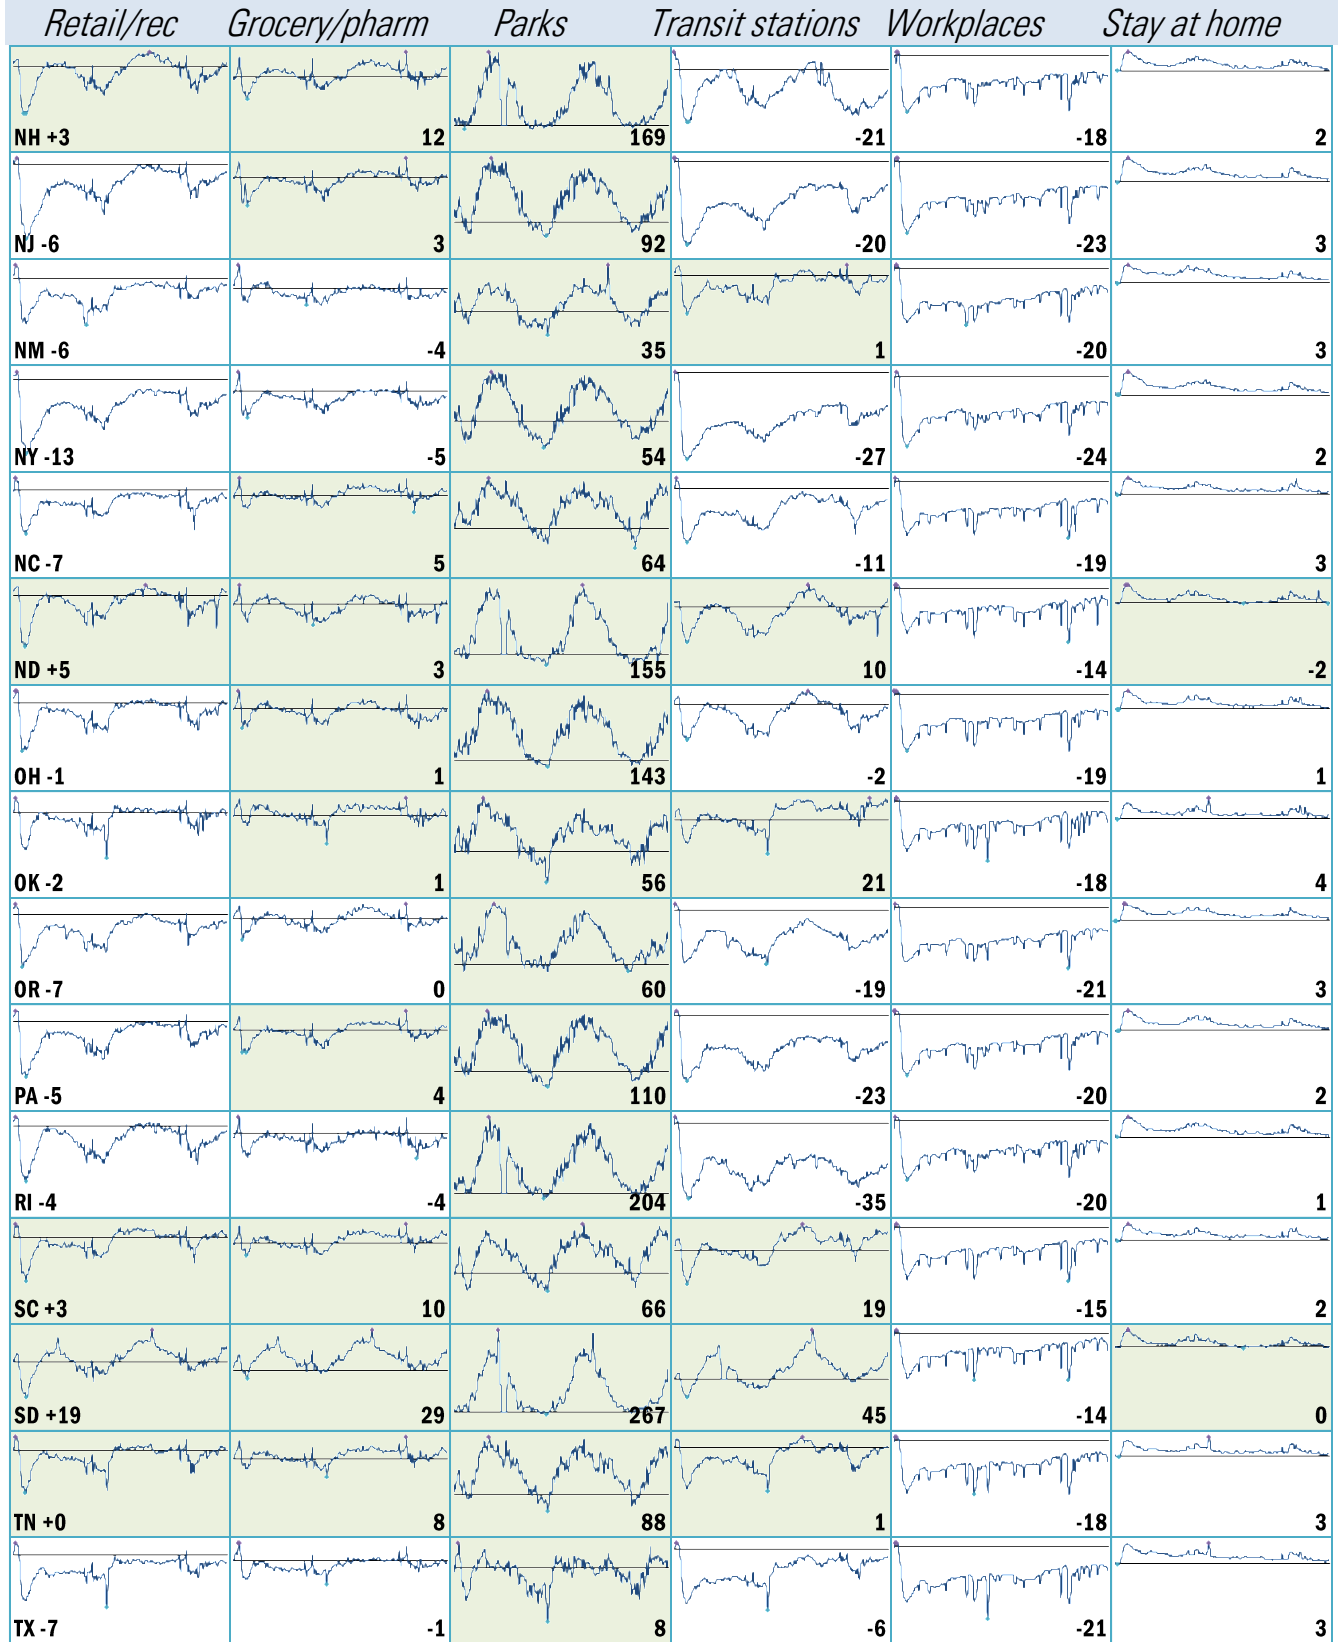 Retail/rec Grocery/pharm Parks Transit stations Workplaces Stay at home
NH +3 12 169 -21 -18 2
NJ -6 3 92 -20 -23 3
NM -6 -4 35 1 -20 3
NY -13 -5 54 -27 -24 2
NC -7 5 64 -11 -19 3
ND +5 3 155 10 -14 -2
OH -1 1 143 -2 -19 1
OK -2 1 56 21 -18 4
OR -7 0 60 -19 -21 3
PA -5 4 110 -23 -20 2
RI -4 -4 204 -35 -20 1
SC +3 10 66 19 -15 2
SD +19 29 267 45 -14 0
TN +0 8 88 1 -18 3
TX -7 -1 8 -6 -21 3